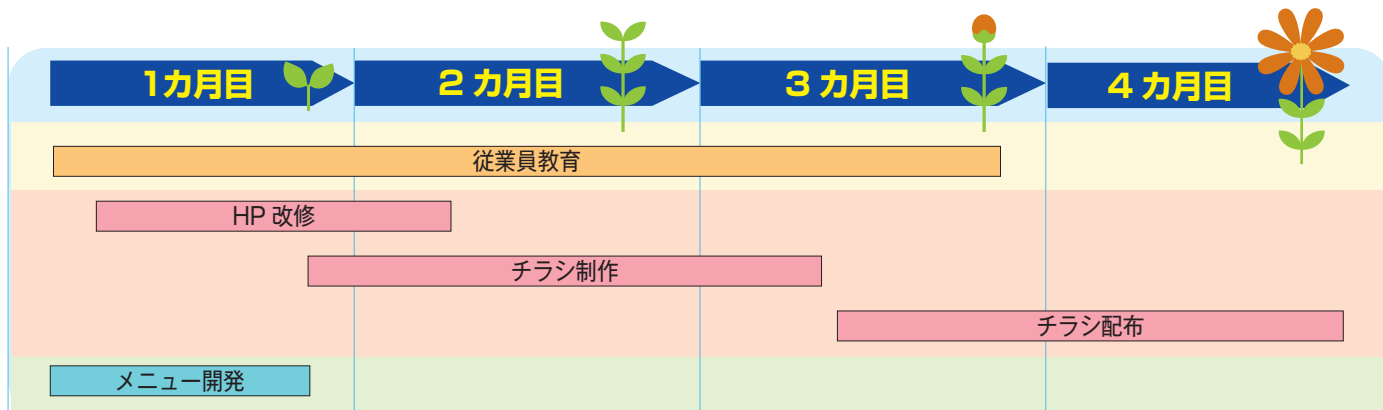 1カ月目
2 カ月目
3 カ月目
4 カ月目
従業員教育
HP 改修
チラシ制作
チラシ配布
メニュー開発